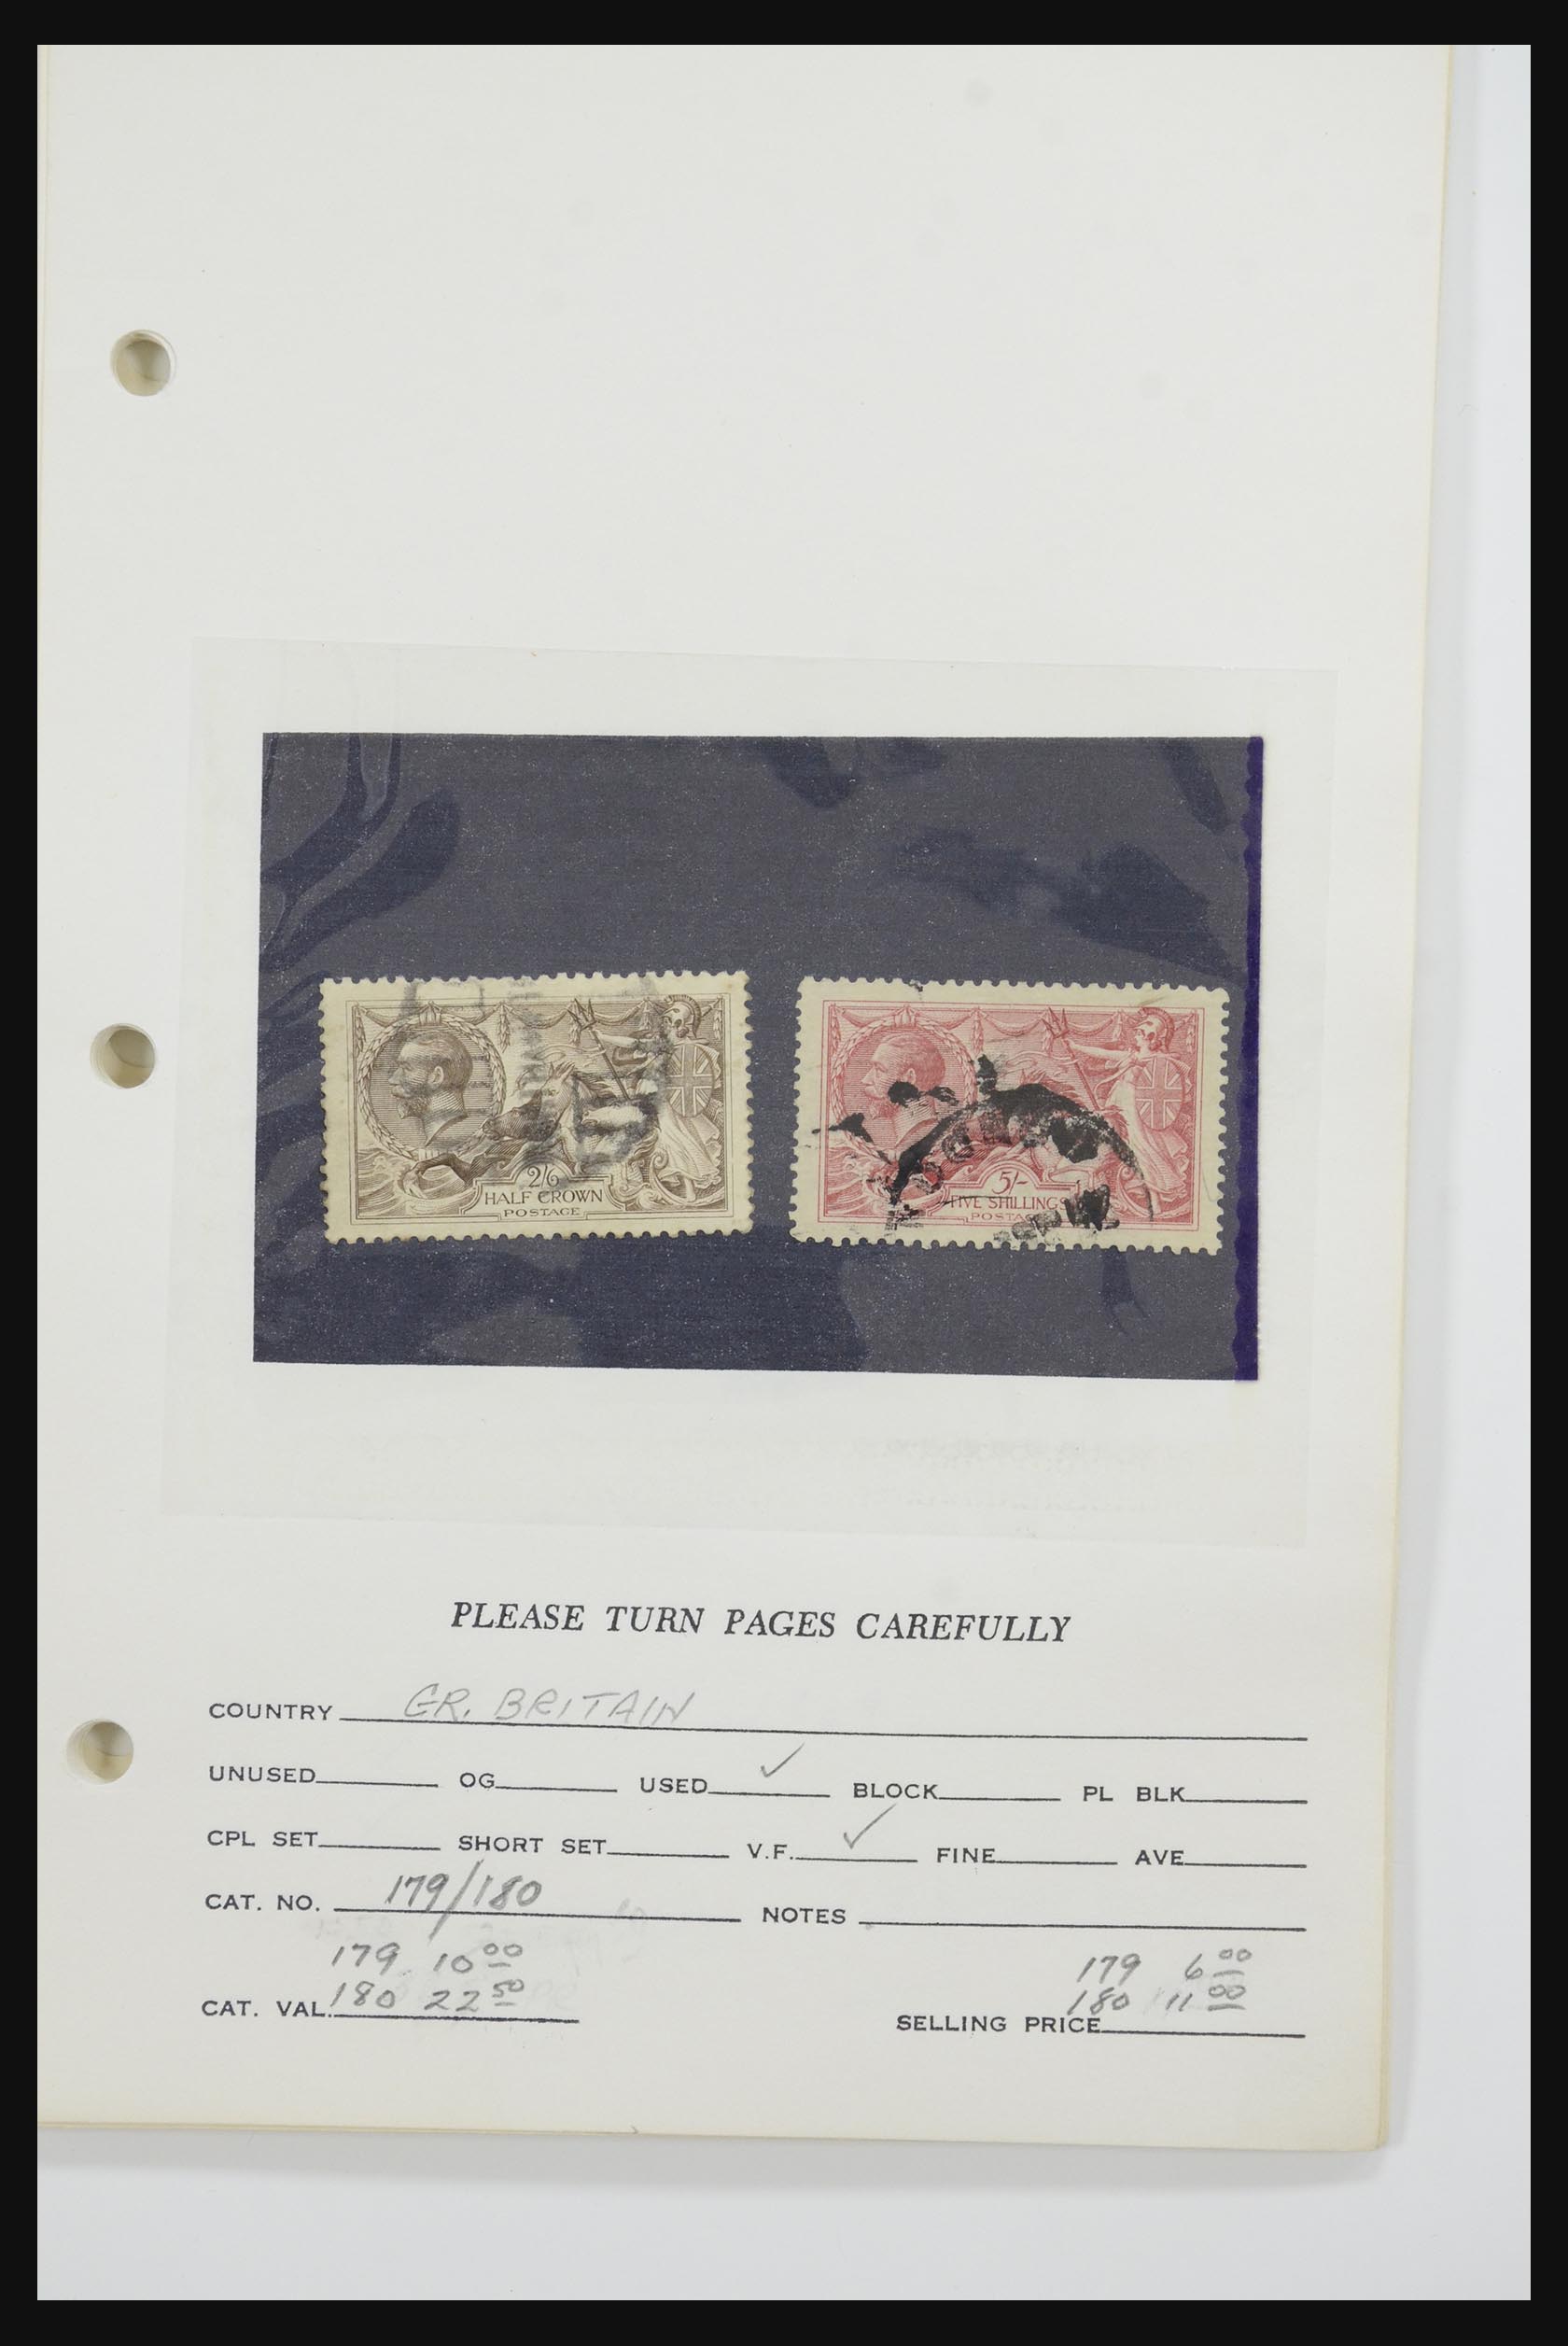 2/6
HALF CROWN
POSTAGE
5/-
FIVE SHILLINGS
POSTAGE
PLEASE TURN PAGES CAREFULLY
COUNTRY GR. BRITAIN
UNUSED OG USED ✓ BLOCK PL BLK
CPL SET SHORT SET V.F. ✓ FINE AVE
CAT. NO. 179/180 NOTES
179 10 00
CAT. VAL. 180 22 50
179 6 00
180 11 00
SELLING PRICE